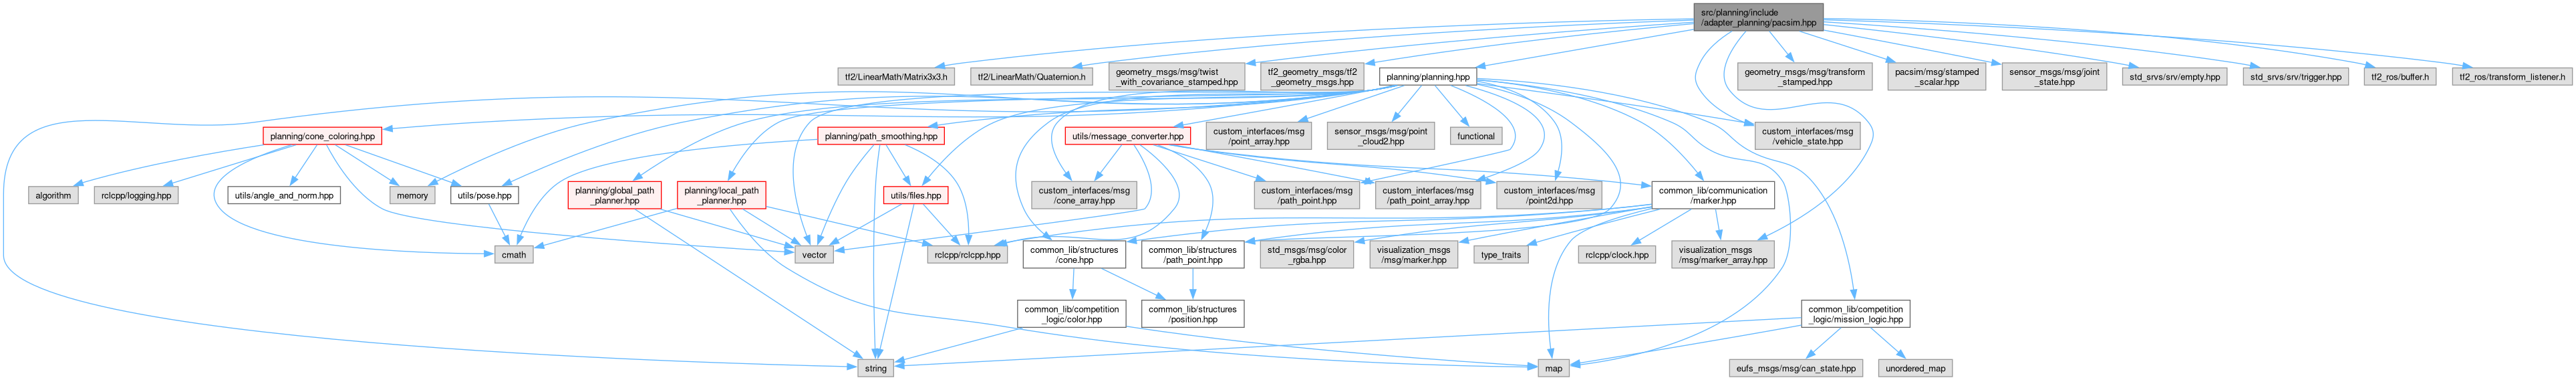 src/planning/include
/adapter_planning/pacsim.hpp
tf2/LinearMath/Matrix3x3.h
tf2/LinearMath/Quaternion.h
geometry_msgs/msg/twist
_with_covariance_stamped.hpp
tf2_geometry_msgs/tf2
_geometry_msgs.hpp
planning/planning.hpp
geometry_msgs/msg/transform
_stamped.hpp
pacsim/msg/stamped
_scalar.hpp
sensor_msgs/msg/joint
_state.hpp
std_srvs/srv/empty.hpp
std_srvs/srv/trigger.hpp
tf2_ros/buffer.h
tf2_ros/transform_listener.h
planning/cone_coloring.hpp
planning/path_smoothing.hpp
utils/message_converter.hpp
custom_interfaces/msg
/point_array.hpp
sensor_msgs/msg/point
_cloud2.hpp
functional
custom_interfaces/msg
/vehicle_state.hpp
algorithm
rclcpp/logging.hpp
utils/angle_and_norm.hpp
memory
utils/pose.hpp
planning/global_path
_planner.hpp
planning/local_path
_planner.hpp
utils/files.hpp
custom_interfaces/msg
/cone_array.hpp
custom_interfaces/msg
/path_point.hpp
custom_interfaces/msg
/path_point_array.hpp
custom_interfaces/msg
/point2d.hpp
common_lib/communication
/marker.hpp
cmath
vector
rclcpp/rclcpp.hpp
common_lib/structures
/cone.hpp
common_lib/structures
/path_point.hpp
std_msgs/msg/color
_rgba.hpp
visualization_msgs
/msg/marker.hpp
type_traits
rclcpp/clock.hpp
visualization_msgs
/msg/marker_array.hpp
common_lib/competition
_logic/color.hpp
common_lib/structures
/position.hpp
common_lib/competition
_logic/mission_logic.hpp
string
map
eufs_msgs/msg/can_state.hpp
unordered_map